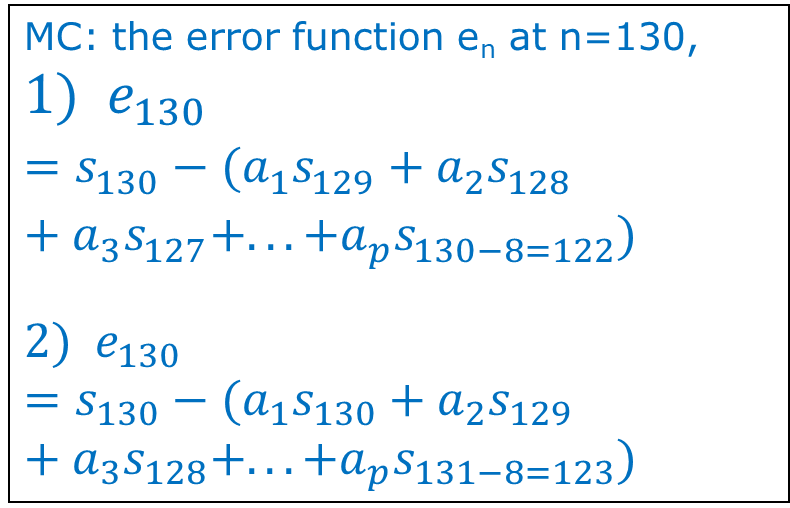 MC: the error function eₙ at n=130,
1) e₁₃₀
= s₁₃₀ − (a₁s₁₂₉ + a₂s₁₂₈
+ a₃s₁₂₇+...+aₚs₁₃₀₋₈₌₁₂₂)
2) e₁₃₀
= s₁₃₀ − (a₁s₁₃₀ + a₂s₁₂₉
+ a₃s₁₂₈+...+aₚs₁₃₁₋₈₌₁₂₃)